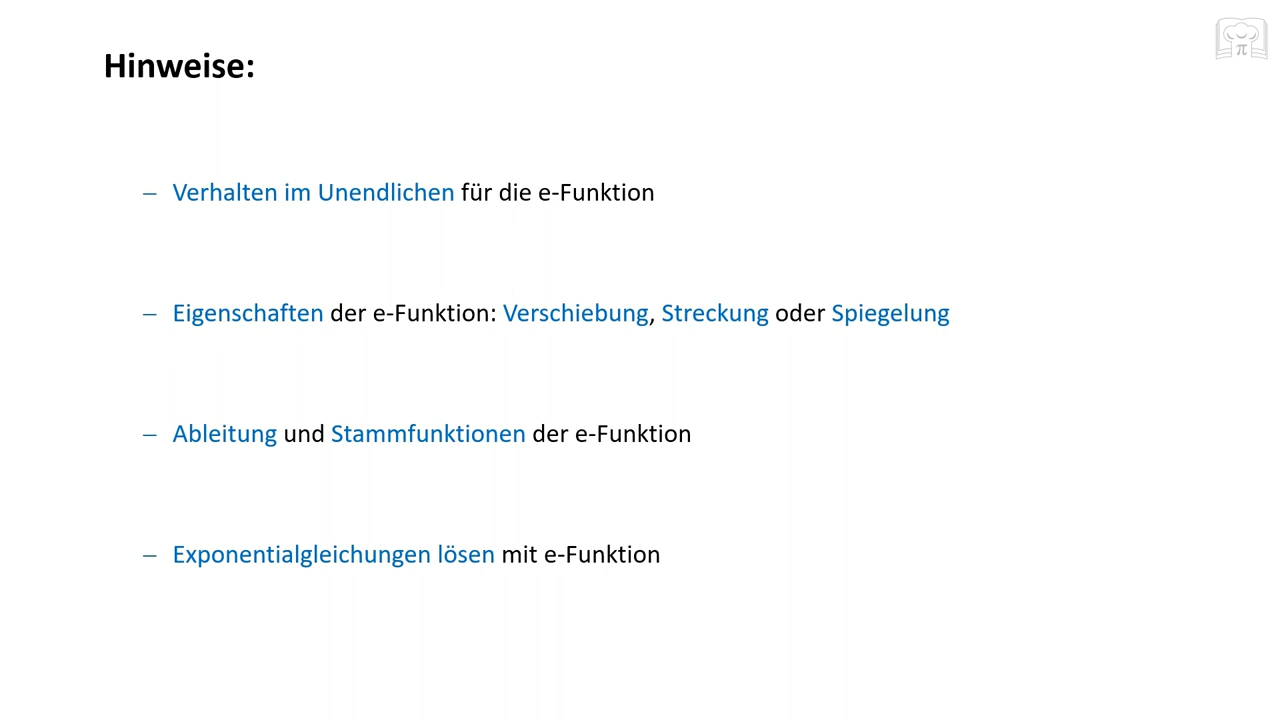 Hinweise:
– Verhalten im Unendlichen für die e-Funktion
– Eigenschaften der e-Funktion: Verschiebung, Streckung oder Spiegelung
– Ableitung und Stammfunktionen der e-Funktion
– Exponentialgleichungen lösen mit e-Funktion
π